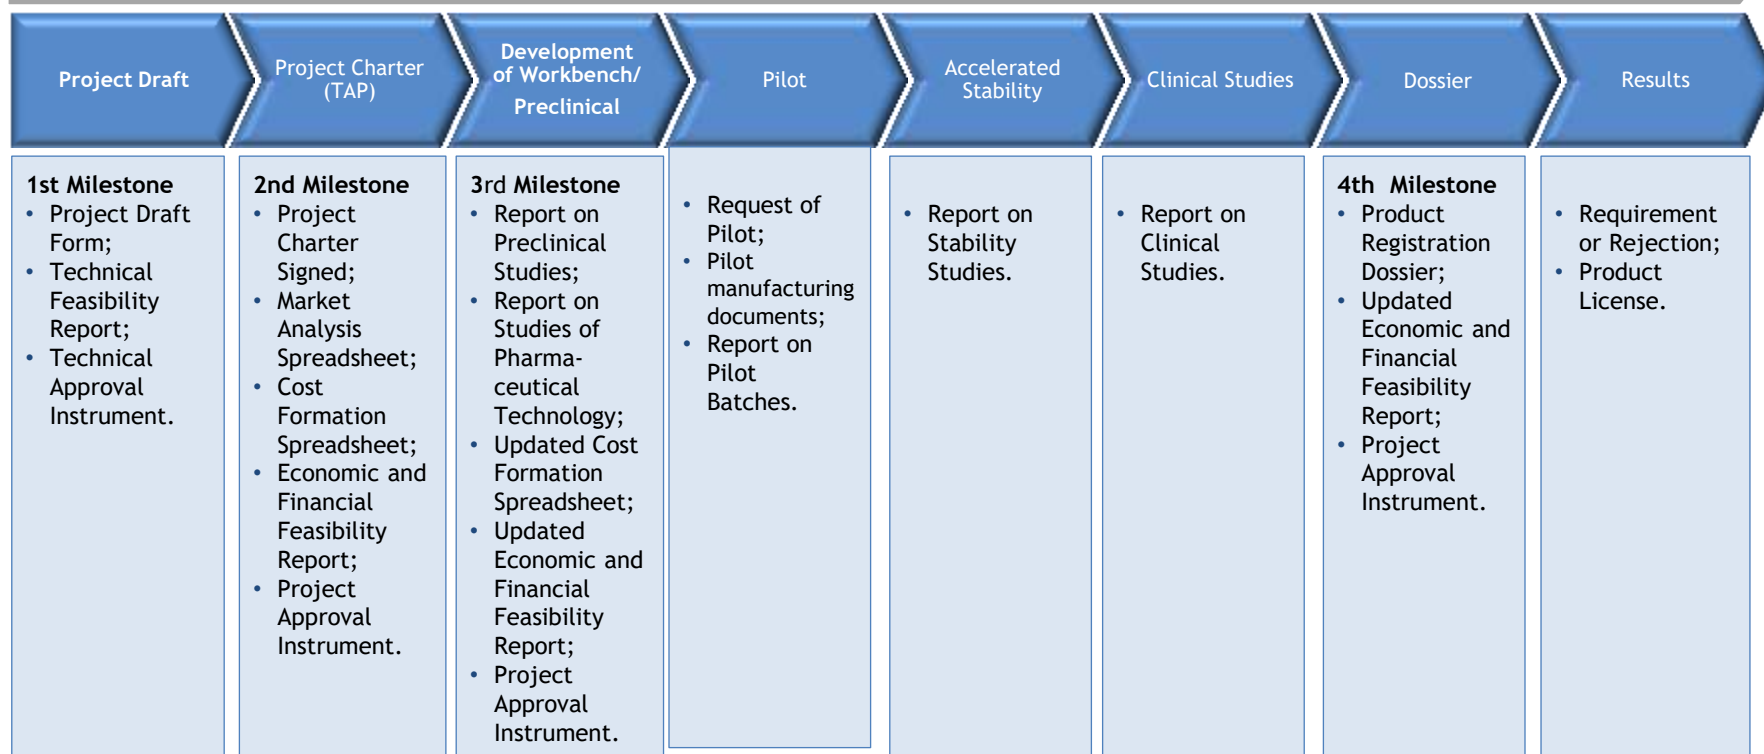 Project Draft
Project Charter
(TAP)
Development
of Workbench/
Preclinical
Pilot
Accelerated
Stability
Clinical Studies
Dossier
Results
1st Milestone
• Project Draft
Form;
• Technical
Feasibility
Report;
• Technical
Approval
Instrument.
2nd Milestone
• Project
Charter
Signed;
• Market
Analysis
Spreadsheet;
• Cost
Formation
Spreadsheet;
• Economic and
Financial
Feasibility
Report;
• Project
Approval
Instrument.
3rd Milestone
• Report on
Preclinical
Studies;
• Report on
Studies of
Pharma-
ceutical
Technology;
• Updated Cost
Formation
Spreadsheet;
• Updated
Economic and
Financial
Feasibility
Report;
• Project
Approval
Instrument.
• Request of
Pilot;
• Pilot
manufacturing
documents;
• Report on
Pilot
Batches.
• Report on
Stability
Studies.
• Report on
Clinical
Studies.
4th Milestone
• Product
Registration
Dossier;
• Updated
Economic and
Financial
Feasibility
Report;
• Project
Approval
Instrument.
• Requirement
or Rejection;
• Product
License.